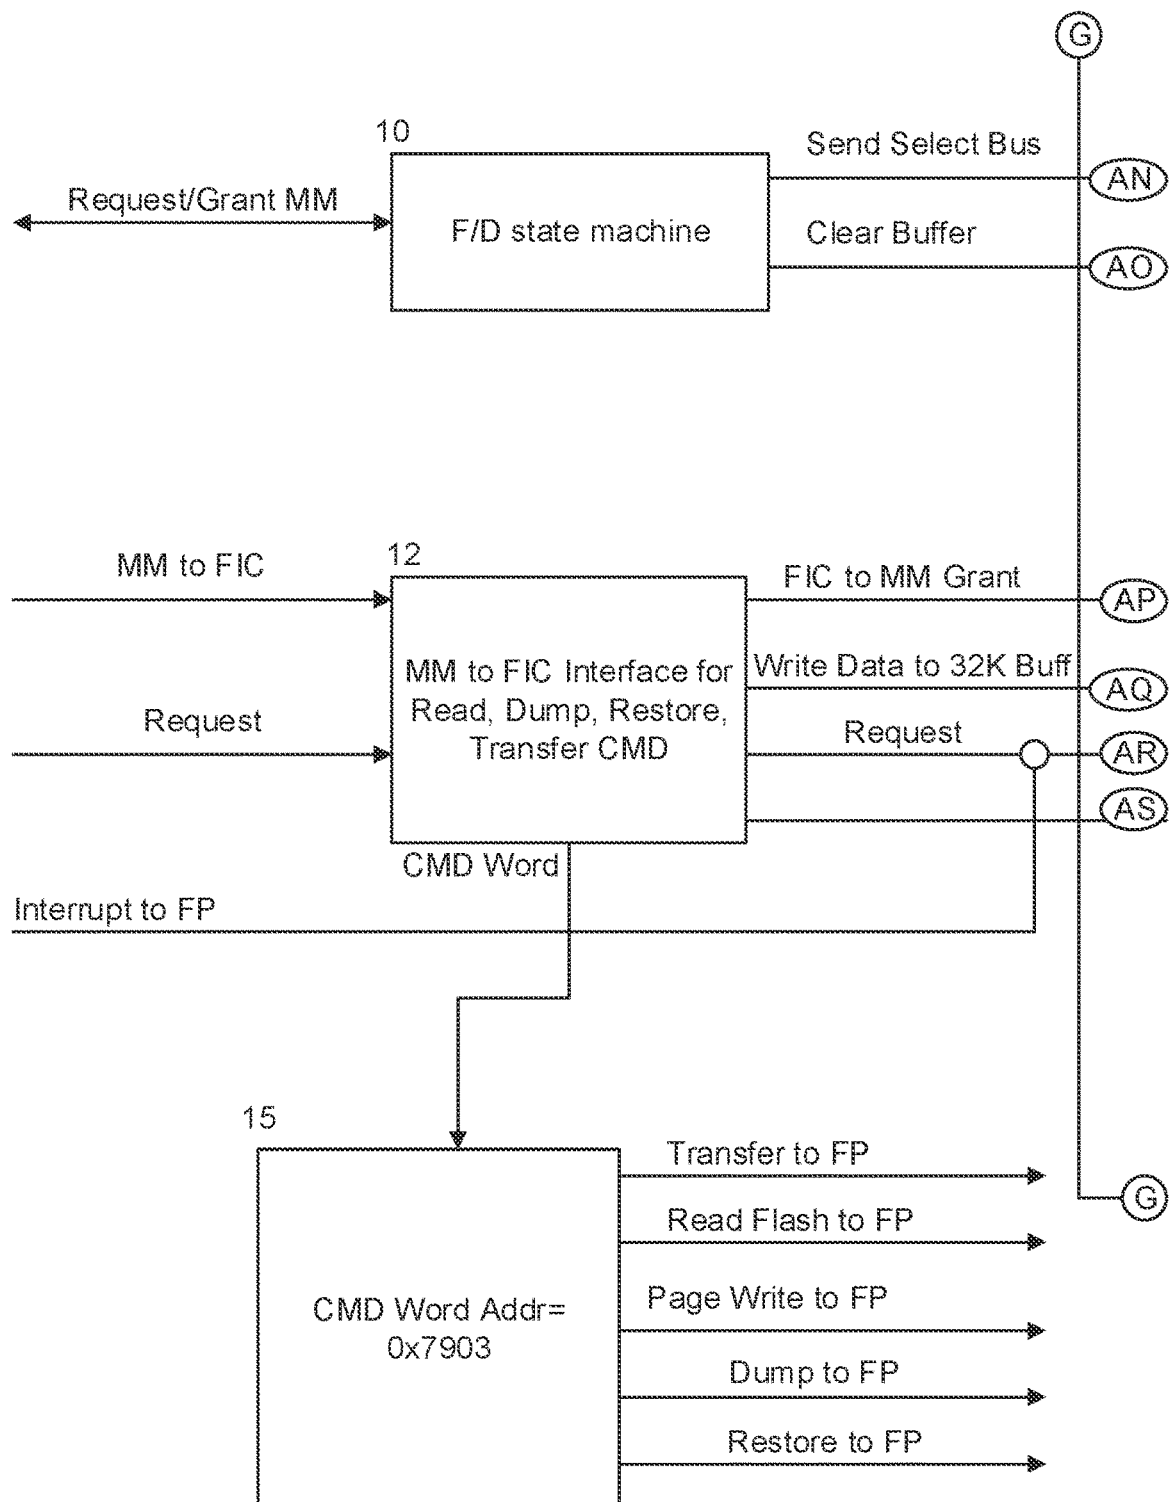 G
10
Send Select Bus
Request/Grant MM
F/D state machine
AN
Clear Buffer
AO
12
MM to FIC
FIC to MM Grant
AP
MM to FIC Interface for
Read, Dump, Restore,
Transfer CMD
Write Data to 32K Buff
AQ
Request
Request
AR
AS
CMD Word
Interrupt to FP
15
Transfer to FP
G
Read Flash to FP
CMD Word Addr=
0x7903
Page Write to FP
Dump to FP
Restore to FP